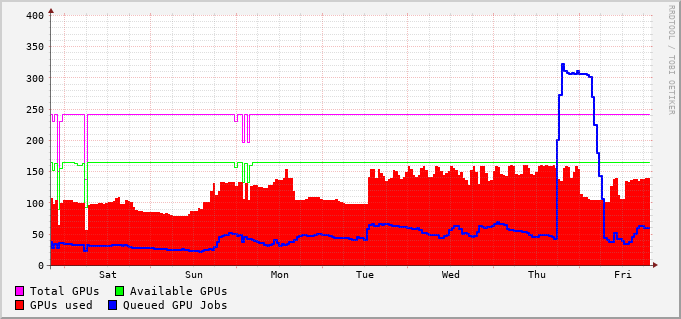 400
350
300
250
200
150
100
50
0
Sat Sun Mon Tue Wed Thu Fri
RRDTOOL / TOBI OETIKER
Total GPUs Available GPUs
GPUs used Queued GPU Jobs